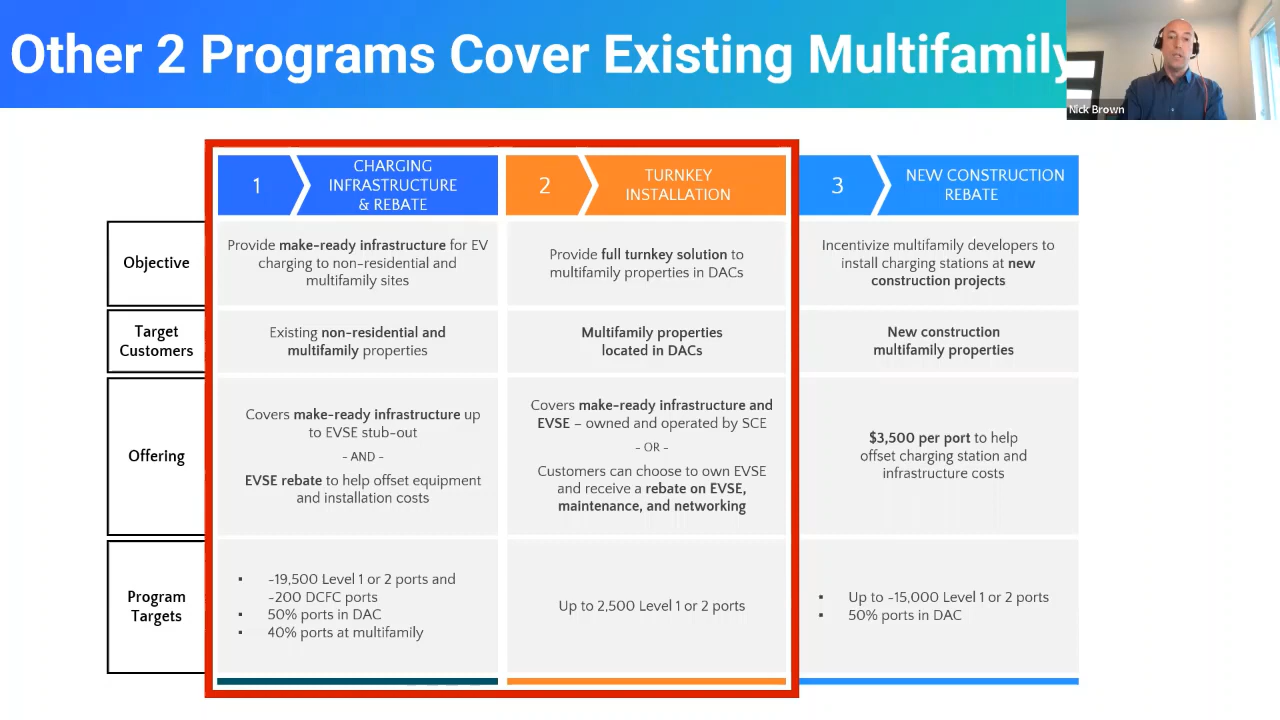 Other 2 Programs Cover Existing Multifamily
Nick Brown
1
CHARGING
INFRASTRUCTURE
& REBATE
2
TURNKEY
INSTALLATION
3
NEW CONSTRUCTION
REBATE
Objective
Provide make-ready infrastructure for EV
charging to non-residential and
multifamily sites
Provide full turnkey solution to
multifamily properties in DACs
Incentivize multifamily developers to
install charging stations at new
construction projects
Target
Customers
Existing non-residential and
multifamily properties
Multifamily properties
located in DACs
New construction
multifamily properties
Offering
Covers make-ready infrastructure up
to EVSE stub-out
- AND -
EVSE rebate to help offset equipment
and installation costs
Covers make-ready infrastructure and
EVSE – owned and operated by SCE
- OR -
Customers can choose to own EVSE
and receive a rebate on EVSE,
maintenance, and networking
$3,500 per port to help
offset charging station and
infrastructure costs
Program
Targets
▪ ~19,500 Level 1 or 2 ports and
~200 DCFC ports
▪ 50% ports in DAC
▪ 40% ports at multifamily
Up to 2,500 Level 1 or 2 ports
• Up to ~15,000 Level 1 or 2 ports
• 50% ports in DAC